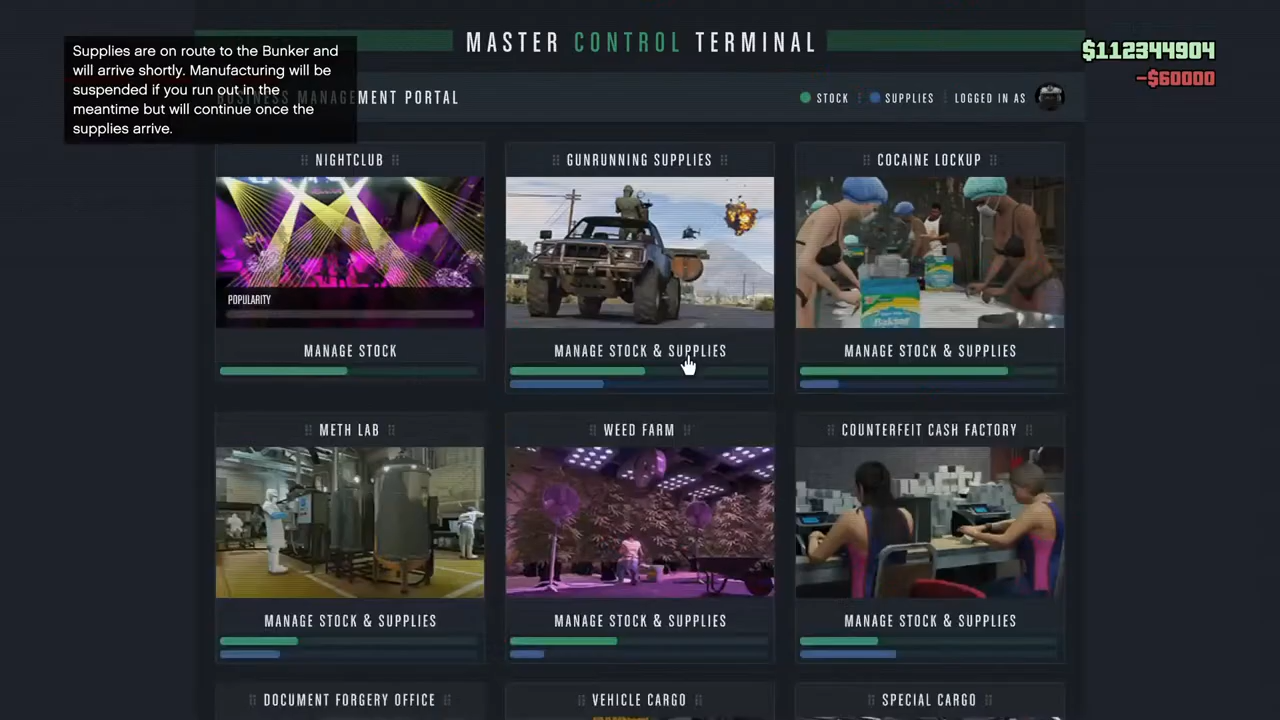 MASTER CONTROL TERMINAL
Supplies are on route to the Bunker and
will arrive shortly. Manufacturing will be
suspended if you run out in the
meantime but will continue once the
supplies arrive.
$112344904
-$60000
BUSINESS MANAGEMENT PORTAL
STOCK
SUPPLIES
LOGGED IN AS
NIGHTCLUB
GUNRUNNING SUPPLIES
COCAINE LOCKUP
POPULARITY
MANAGE STOCK
MANAGE STOCK & SUPPLIES
MANAGE STOCK & SUPPLIES
METH LAB
WEED FARM
COUNTERFEIT CASH FACTORY
MANAGE STOCK & SUPPLIES
MANAGE STOCK & SUPPLIES
MANAGE STOCK & SUPPLIES
DOCUMENT FORGERY OFFICE
VEHICLE CARGO
SPECIAL CARGO